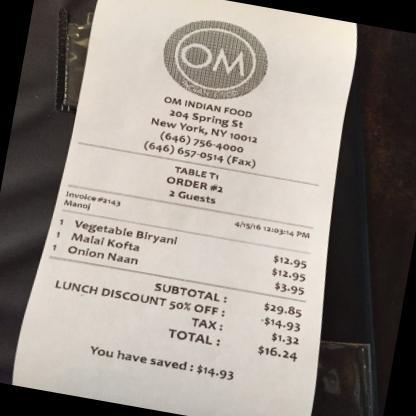 OM
INDIAN FOOD
OM INDIAN FOOD
204 Spring St
New York, NY 10012
(646) 756-4000
(646) 657-0514 (Fax)
TABLE T1
ORDER #2
2 Guests
Invoice #2143 4/15/16 12:03:14 PM
Manoj
1 Vegetable Biryani $12.95
1 Malai Kofta $12.95
1 Onion Naan $3.95
SUBTOTAL : $29.85
LUNCH DISCOUNT 50% OFF : -$14.93
TAX : $1.32
TOTAL : $16.24
You have saved : $14.93